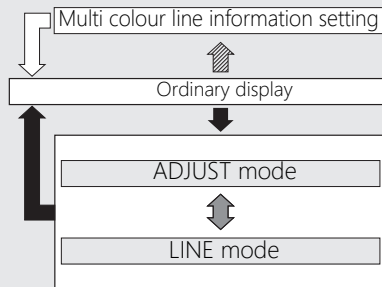 Multi colour line information setting
Ordinary display
ADJUST mode
LINE mode